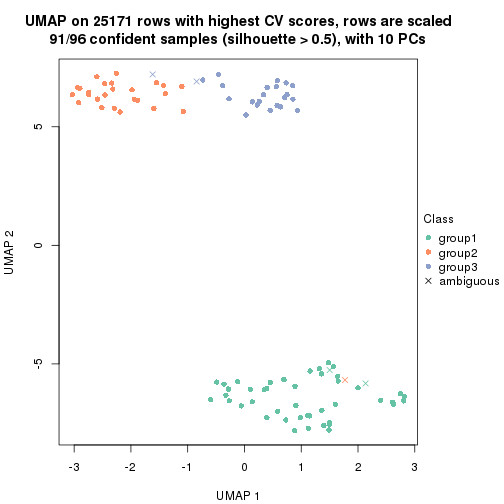 UMAP on 25171 rows with highest CV scores, rows are scaled
91/96 confident samples (silhouette > 0.5), with 10 PCs
UMAP 2
5
0
-5
-3
-2
-1
0
1
2
3
UMAP 1
Class
group1
group2
group3
ambiguous